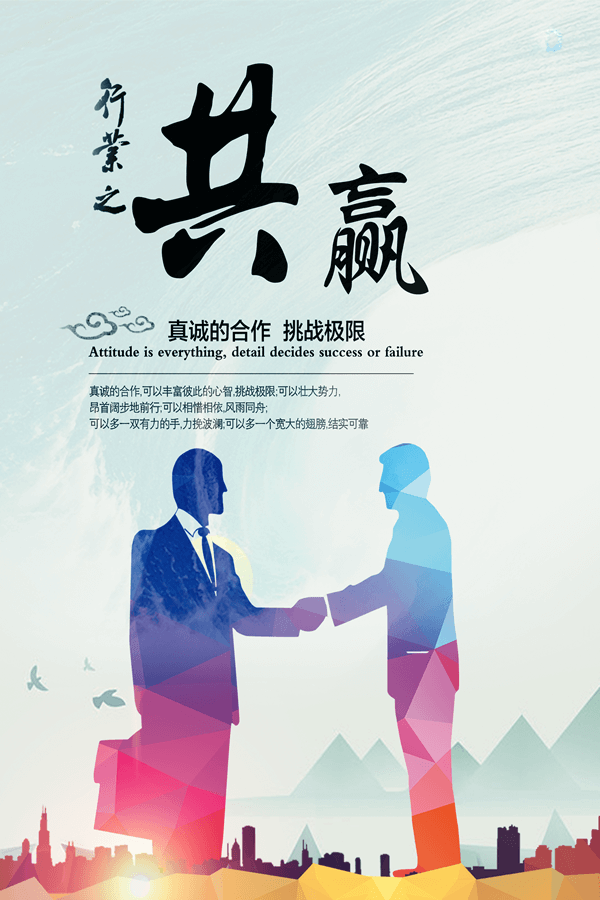 行業之
共赢
真诚的合作 挑战极限
Attitude is everything, detail decides success or failure
真诚的合作,可以丰富彼此的心智,挑战极限;可以壮大势力,
昂首阔步地前行;可以相惜相依,风雨同舟;
可以多一双有力的手,力挽波澜;可以多一个宽大的翅膀,结实可靠